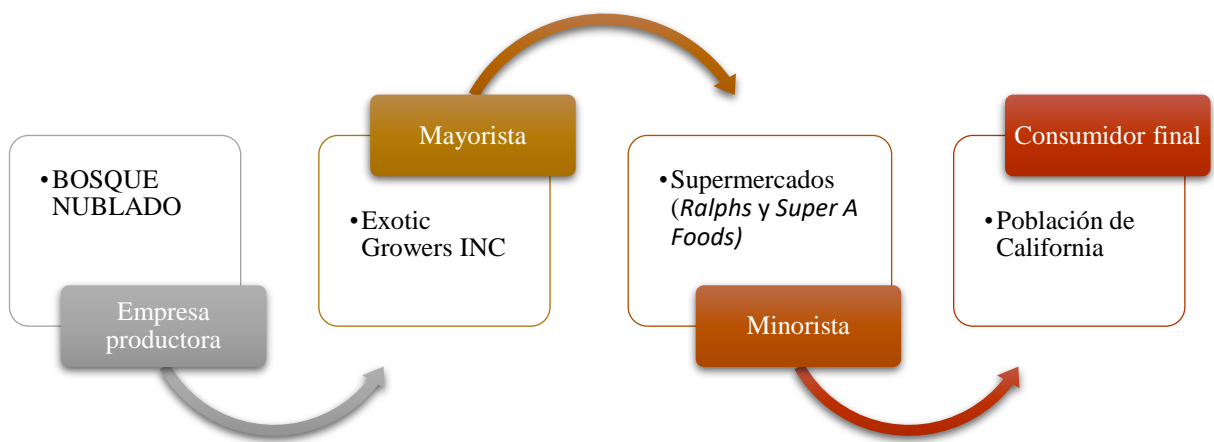 •BOSQUE
NUBLADO
Empresa
productora
Mayorista
•Exotic
Growers INC
•Supermercados
(Ralphs y Super A
Foods)
Minorista
Consumidor final
•Población de
California